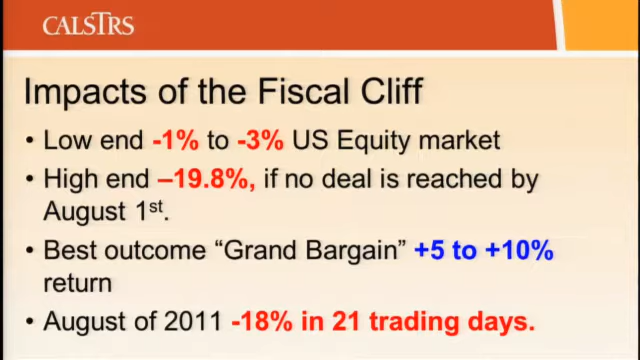 CALSTRS
Impacts of the Fiscal Cliff
• Low end -1% to -3% US Equity market
• High end –19.8%, if no deal is reached by
August 1st.
• Best outcome “Grand Bargain” +5 to +10%
return
• August of 2011 -18% in 21 trading days.